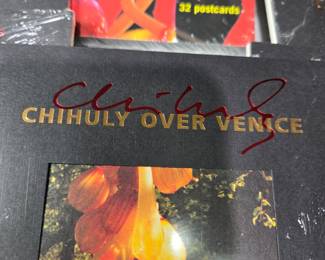 32 postcards
Chihuly
CHIHULY OVER VENICE